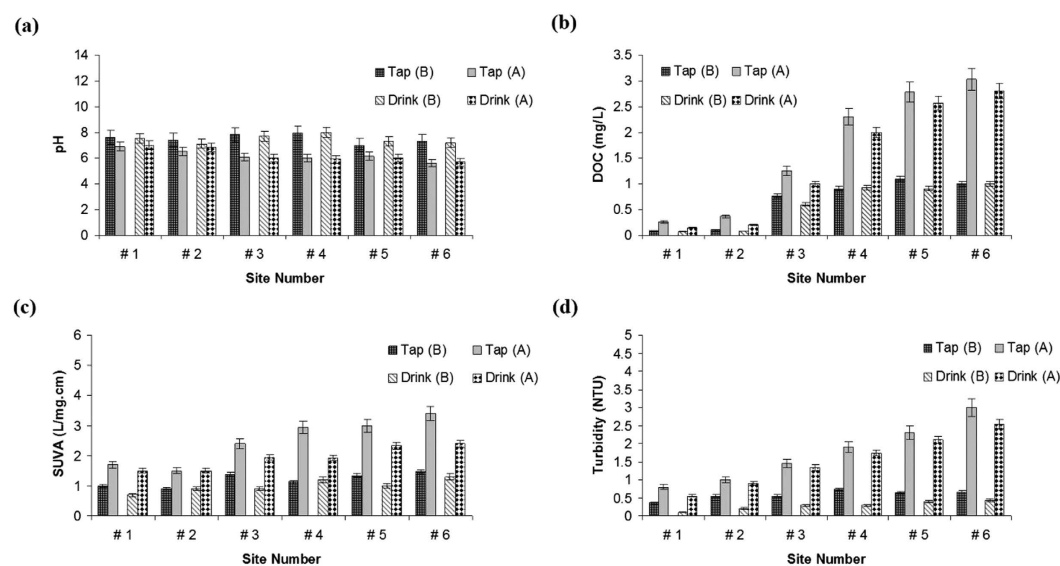 (a)
14
12
10
8
6
4
2
0
pH
Tap (B) Tap (A)
Drink (B) Drink (A)
# 1 # 2 # 3 # 4 # 5 # 6
Site Number
(b)
3.5
3
2.5
2
1.5
1
0.5
0
DOC (mg/L)
Tap (B) Tap (A)
Drink (B) Drink (A)
# 1 # 2 # 3 # 4 # 5 # 6
Site Number
(c)
6
5
4
3
2
1
0
SUVA (L/mg.cm)
Tap (B) Tap (A)
Drink (B) Drink (A)
# 1 # 2 # 3 # 4 # 5 # 6
Site Number
(d)
5
4.5
4
3.5
3
2.5
2
1.5
1
0.5
0
Turbidity (NTU)
Tap (B) Tap (A)
Drink (B) Drink (A)
# 1 # 2 # 3 # 4 # 5 # 6
Site Number